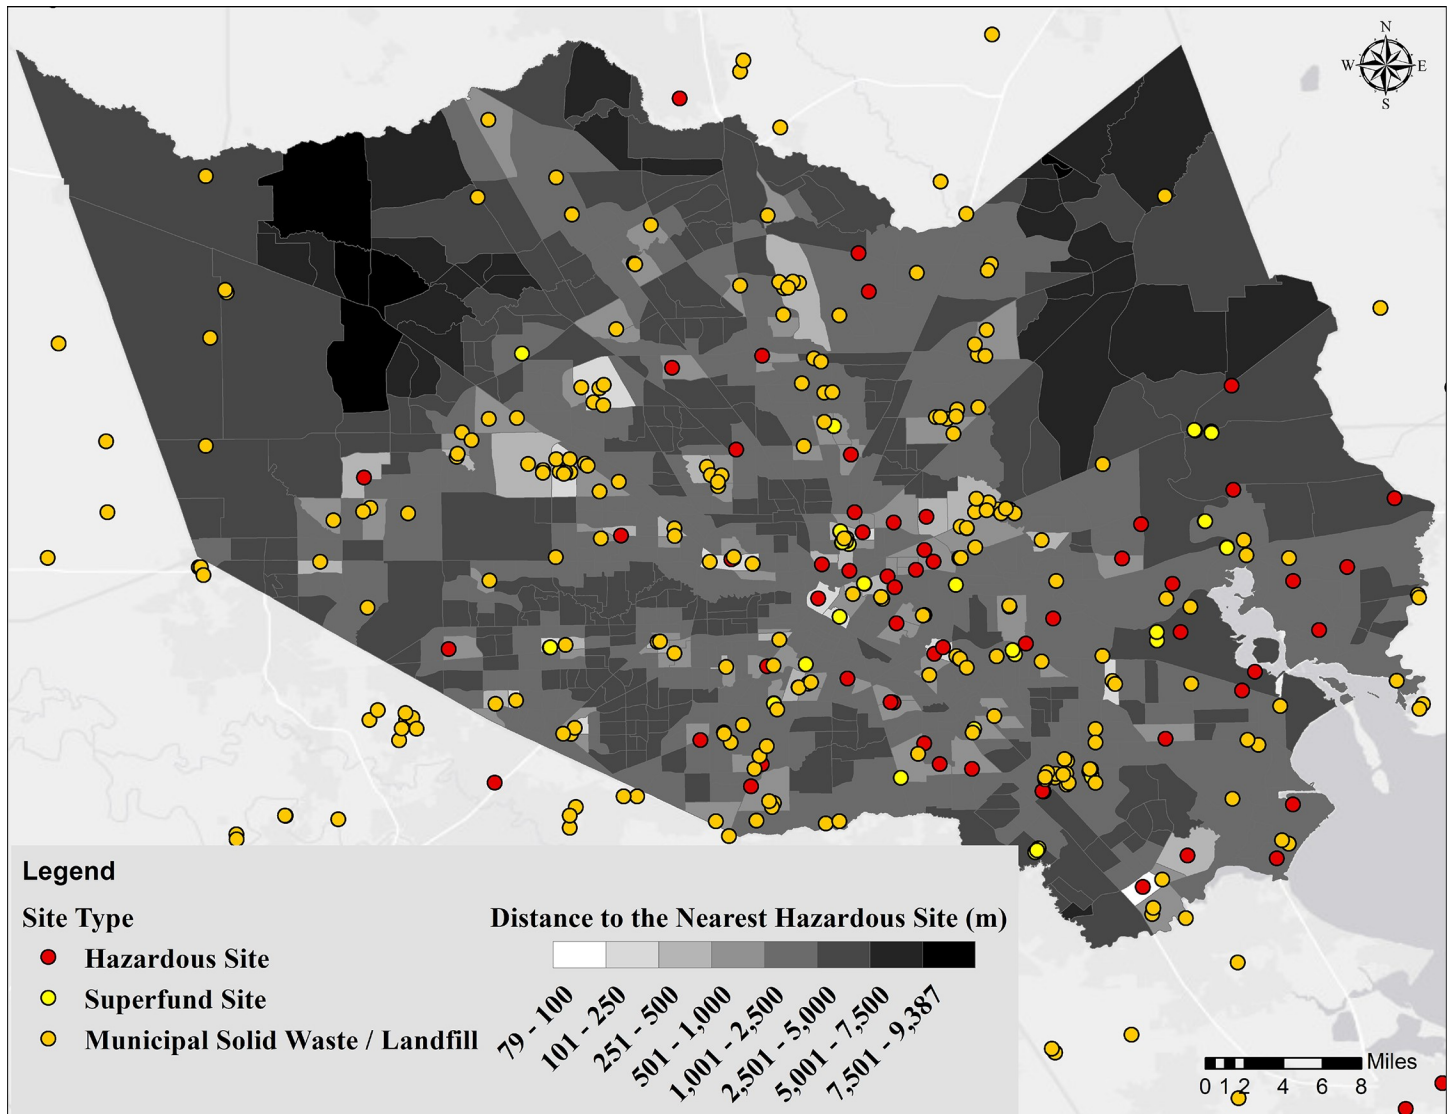 N
W E
S
Legend
Site Type
Hazardous Site
Superfund Site
Municipal Solid Waste / Landfill
Distance to the Nearest Hazardous Site (m)
79 - 100
101 - 250
251 - 500
501 - 1,000
1,001 - 2,500
2,501 - 5,000
5,001 - 7,500
7,501 - 9,387
Miles
0 1 2 4 6 8